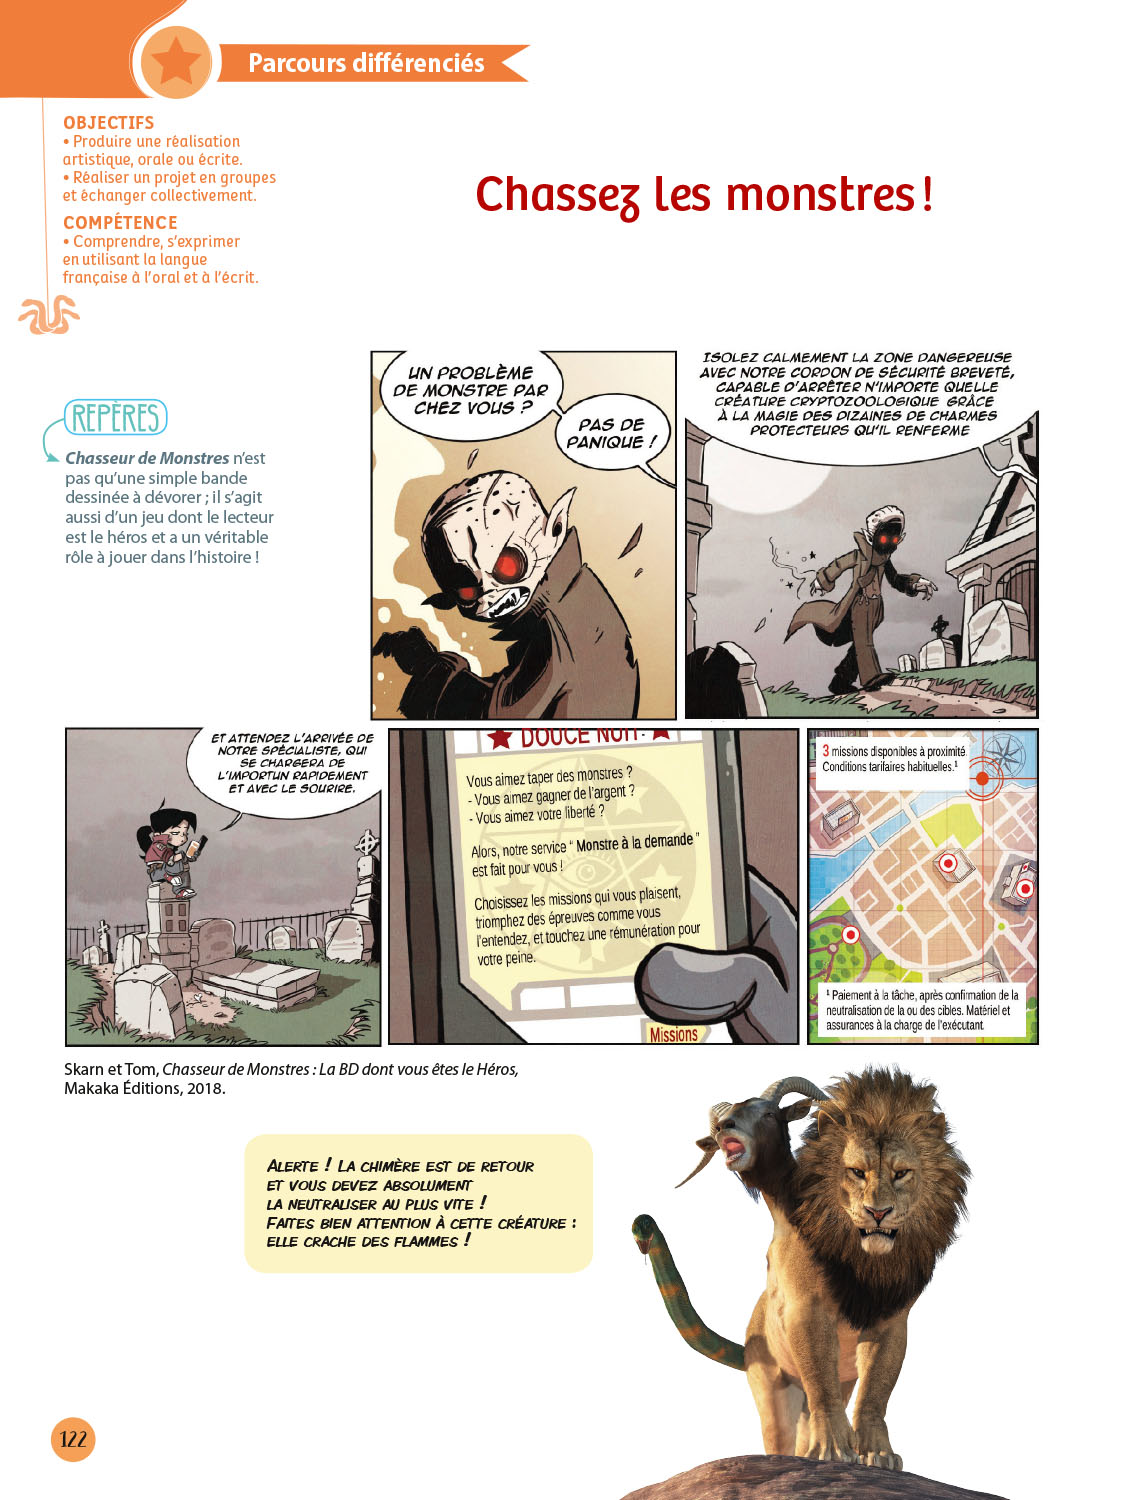 Parcours différenciés
OBJECTIFS
• Produire une réalisation
artistique, orale ou écrite.
• Réaliser un projet en groupes
et échanger collectivement.
COMPÉTENCE
• Comprendre, s'exprimer
en utilisant la langue
française à l'oral et à l'écrit.
Chassez les monstres !
REPÈRES
Chasseur de Monstres n'est
pas qu'une simple bande
dessinée à dévorer ; il s'agit
aussi d'un jeu dont le lecteur
est le héros et a un véritable
rôle à jouer dans l'histoire !
UN PROBLÈME
DE MONSTRE PAR
CHEZ VOUS ?
PAS DE
PANIQUE !
ISOLEZ CALMEMENT LA ZONE DANGEREUSE
AVEC NOTRE CORDON DE SÉCURITÉ BREVETÉ,
CAPABLE D'ARRÊTER N'IMPORTE QUELLE
CRÉATURE CRYPTOZOOLOGIQUE GRÂCE
À LA MAGIE DES DIZAINES DE CHARMES
PROTECTEURS QU'IL RENFERME
ET ATTENDEZ L'ARRIVÉE DE
NOTRE SPÉCIALISTE, QUI
SE CHARGERA DE
L'IMPORTUN RAPIDEMENT
ET AVEC LE SOURIRE.
DOUCE NUIT.
Vous aimez taper des monstres ?
- Vous aimez gagner de l'argent ?
- Vous aimez votre liberté ?
Alors, notre service " Monstre à la demande "
est fait pour vous !
Choisissez les missions qui vous plaisent,
triomphez des épreuves comme vous
l'entendez, et touchez une rémunération pour
votre peine.
Missions
3 missions disponibles à proximité
Conditions tarifaires habituelles.¹
¹ Paiement à la tâche, après confirmation de la
neutralisation de la ou des cibles. Matériel et
assurances à la charge de l'exécutant.
Skarn et Tom, Chasseur de Monstres : La BD dont vous êtes le Héros,
Makaka Éditions, 2018.
ALERTE ! LA CHIMÈRE EST DE RETOUR
ET VOUS DEVEZ ABSOLUMENT
LA NEUTRALISER AU PLUS VITE !
FAITES BIEN ATTENTION À CETTE CRÉATURE :
ELLE CRACHE DES FLAMMES !
122